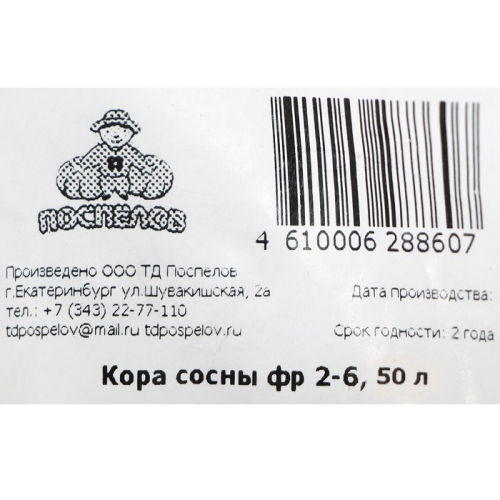 ПОСПЕЛОВ
4 610006 288607
Произведено ООО ТД Поспелов
г.Екатеринбург ул.Шувакишская, 2а
тел.: +7 (343) 22-77-110
tdpospelov@mail.ru tdpospelov.ru
Дата производства:
Срок годности: 2 года
Кора сосны фр 2-6, 50 л